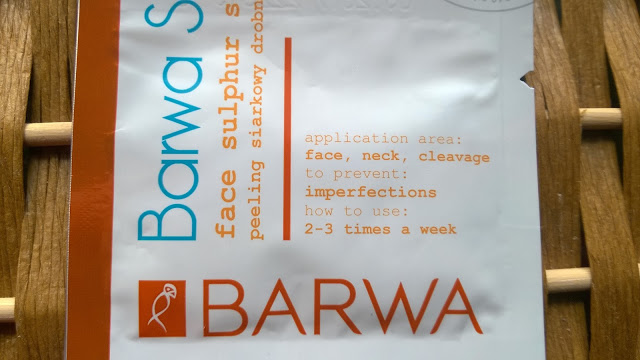 Barwa S
face sulphur s
peeling siarkowy drobn
application area:
face, neck, cleavage
to prevent:
imperfections
how to use:
2-3 times a week
BARWA